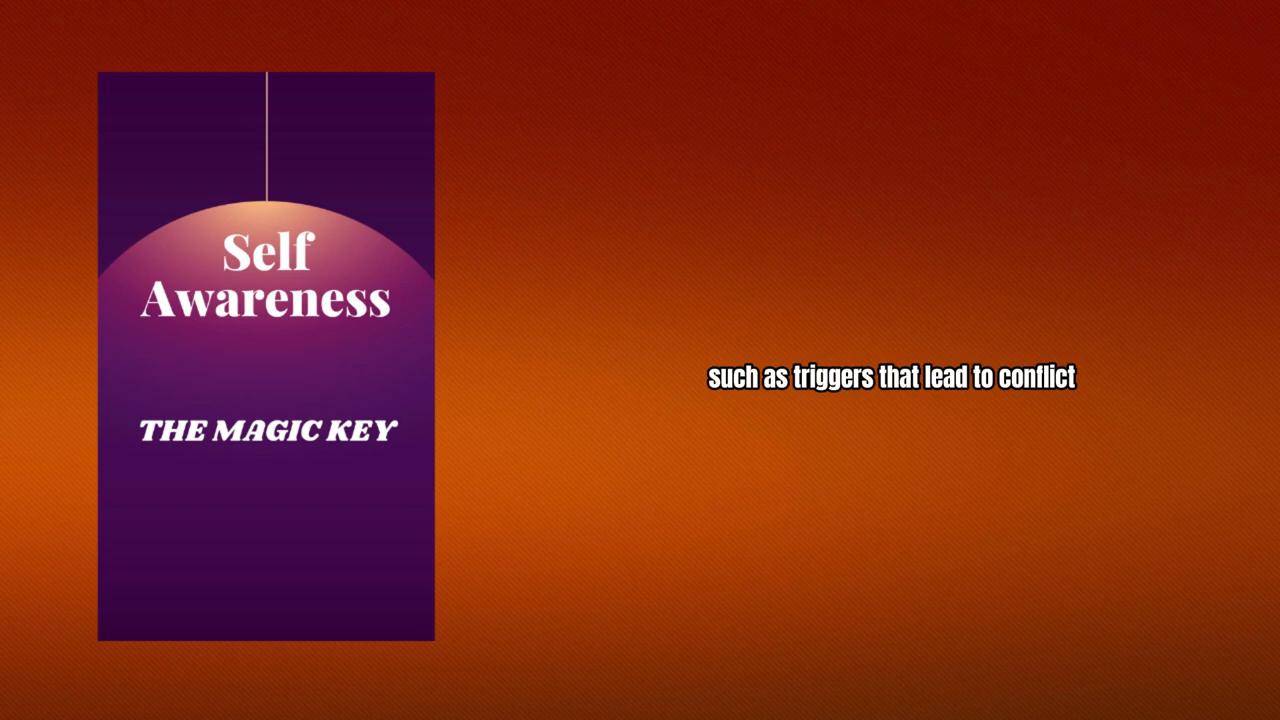 Self
Awareness
THE MAGIC KEY
such as triggers that lead to conflict